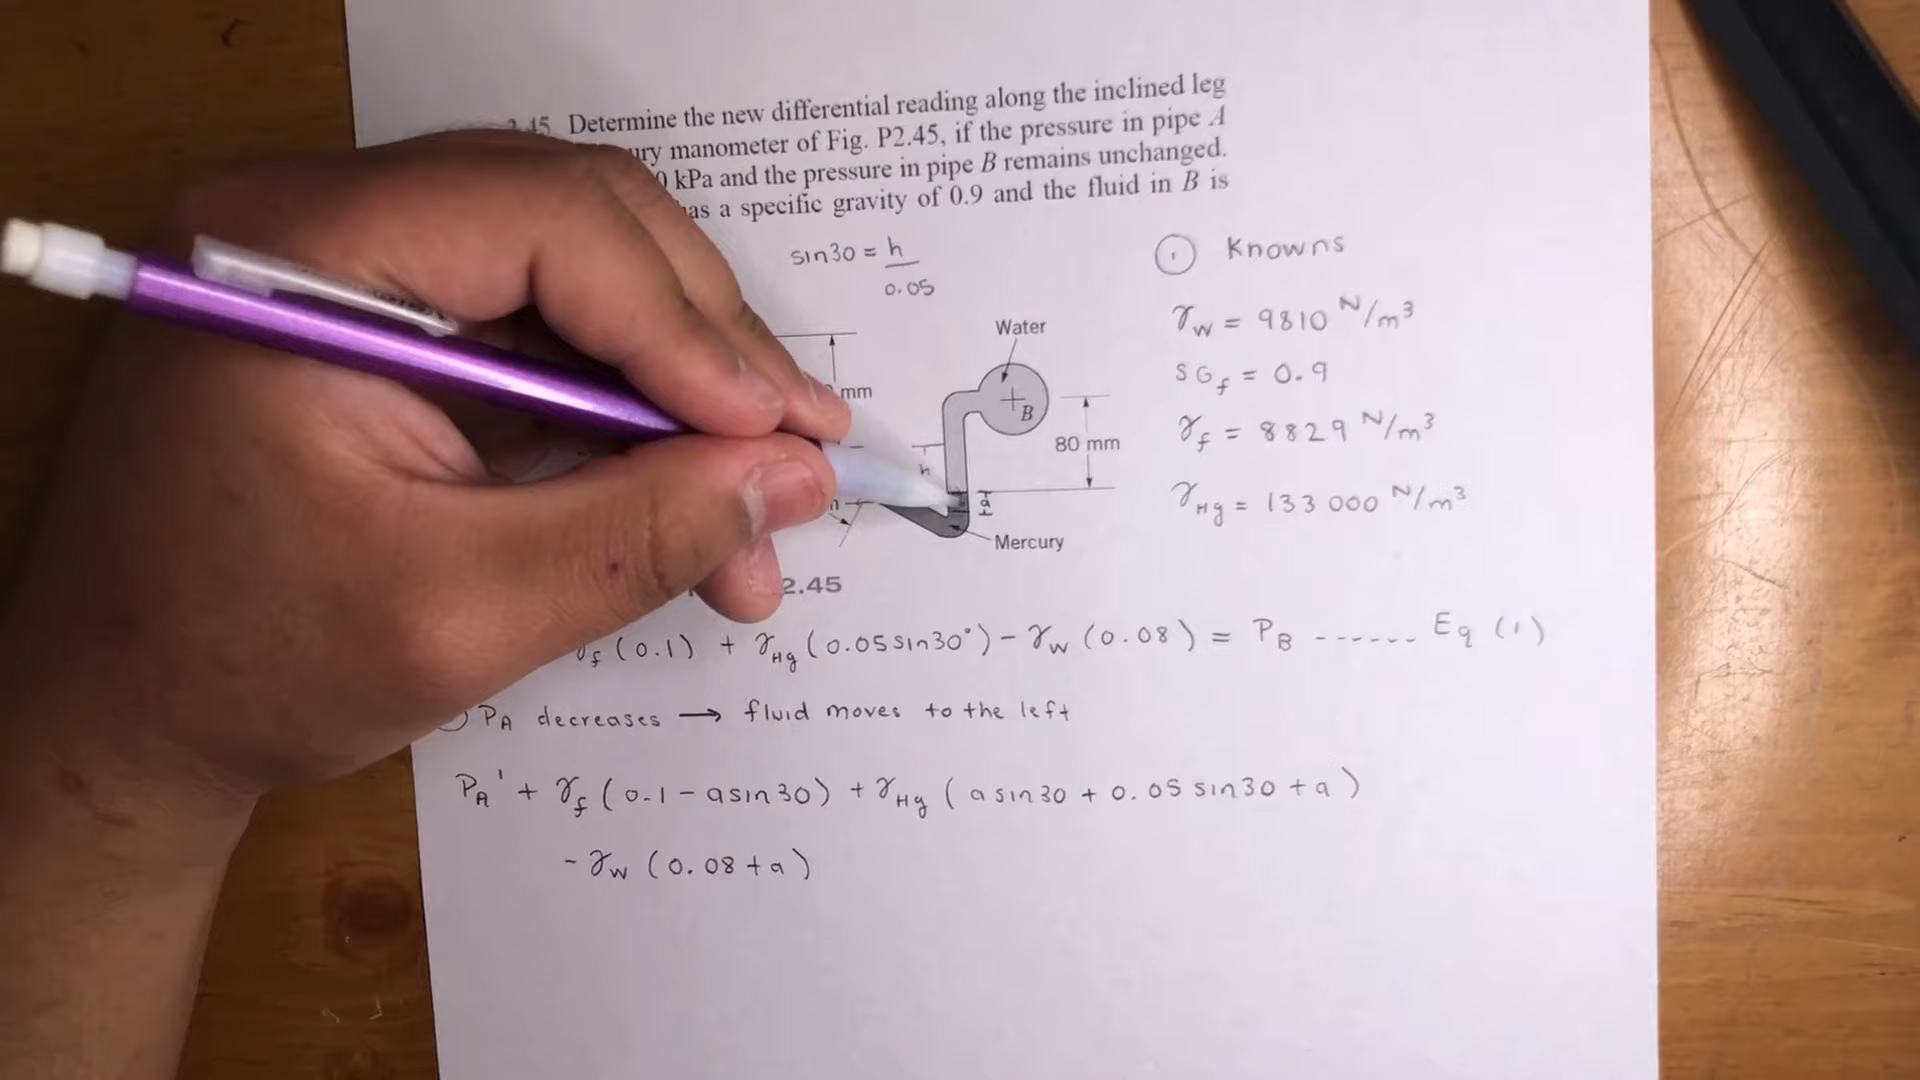 2.45 Determine the new differential reading along the inclined leg
manometer of Fig. P2.45, if the pressure in pipe A
kPa and the pressure in pipe B remains unchanged.
a specific gravity of 0.9 and the fluid in B is
sin30 = h
0.05
① Knowns
γw = 9810 N/m³
SGf = 0.9
γf = 8829 N/m³
γHg = 133 000 N/m³
Water
mm
B
80 mm
h
a
Mercury
2.45
γf (0.1) + γHg (0.05 sin30°) - γw (0.08) = PB ------ Eq (1)
PA decreases → fluid moves to the left
PA' + γf (0.1 - a sin 30) + γHg (a sin 30 + 0.05 sin 30 + a)
- γw (0.08 + a)